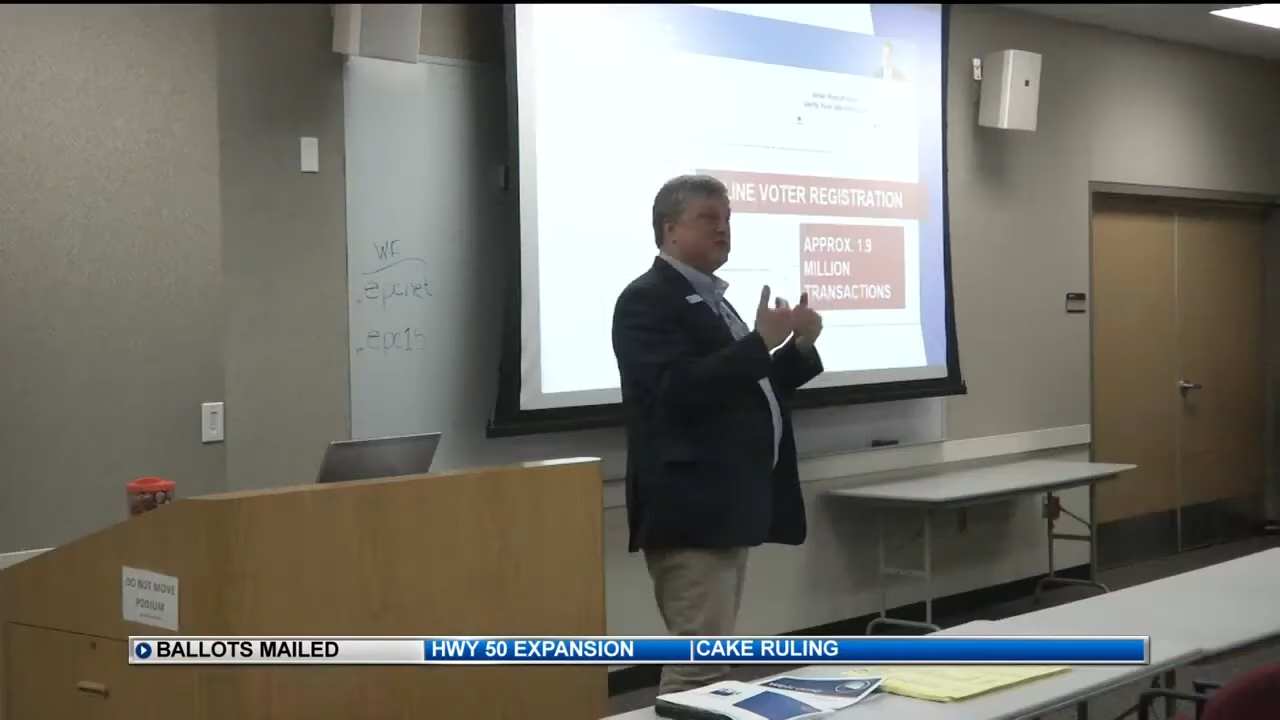 LINE VOTER REGISTRATION
APPROX. 1.9
MILLION
TRANSACTIONS
WF
.epcnet
.epc15
DO NOT MOVE
PODIUM
BALLOTS MAILED
HWY 50 EXPANSION
CAKE RULING